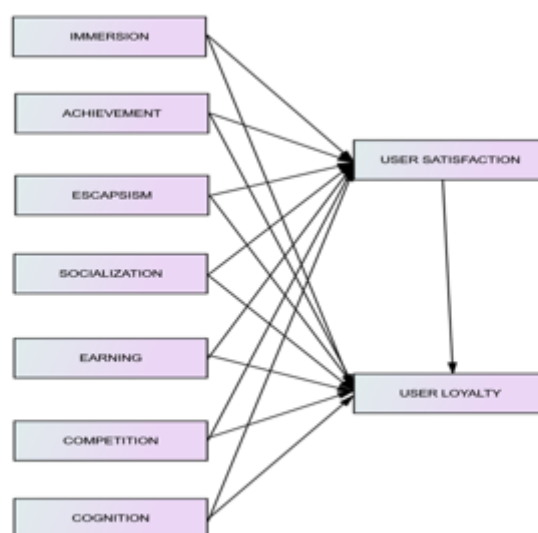 IMMERSION
ACHIEVEMENT
USER SATISFACTION
ESCAPSISM
SOCIALIZATION
EARNING
USER LOYALTY
COMPETITION
COGNITION